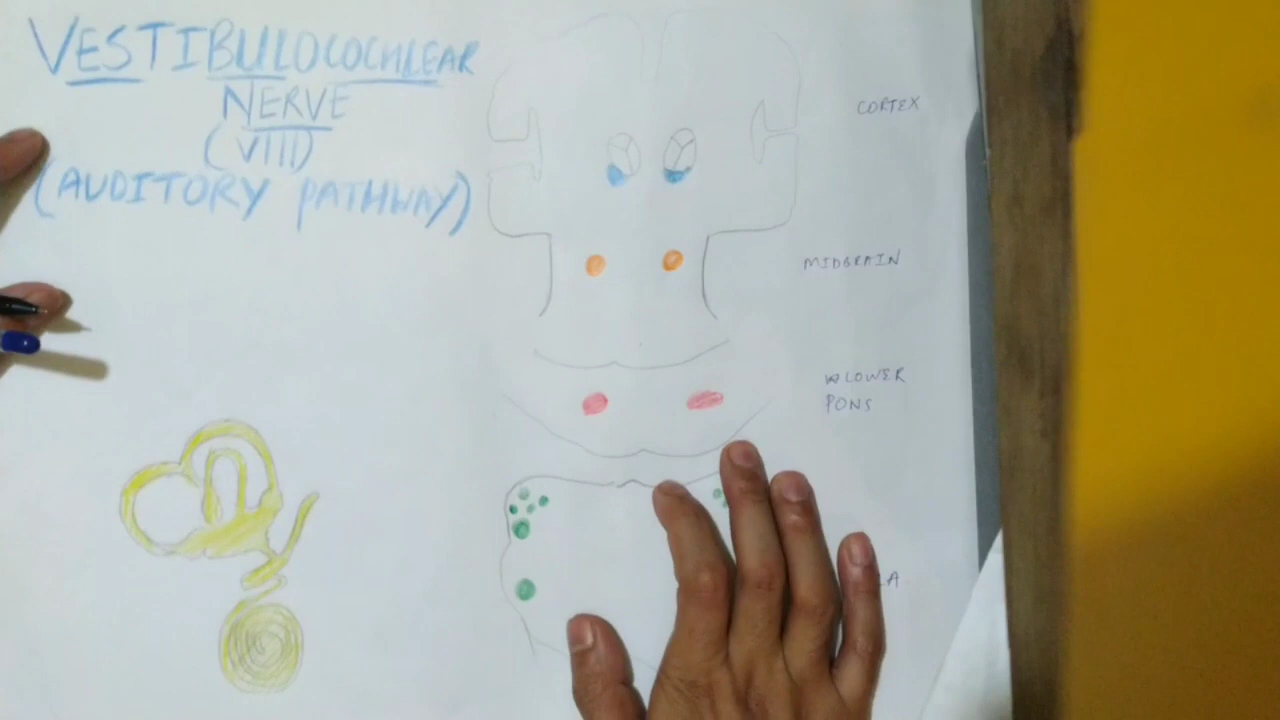 VESTIBULOCOCHLEAR
NERVE
(VIII)
(AUDITORY PATHWAY)
CORTEX
MIDBRAIN
LOWER
PONS